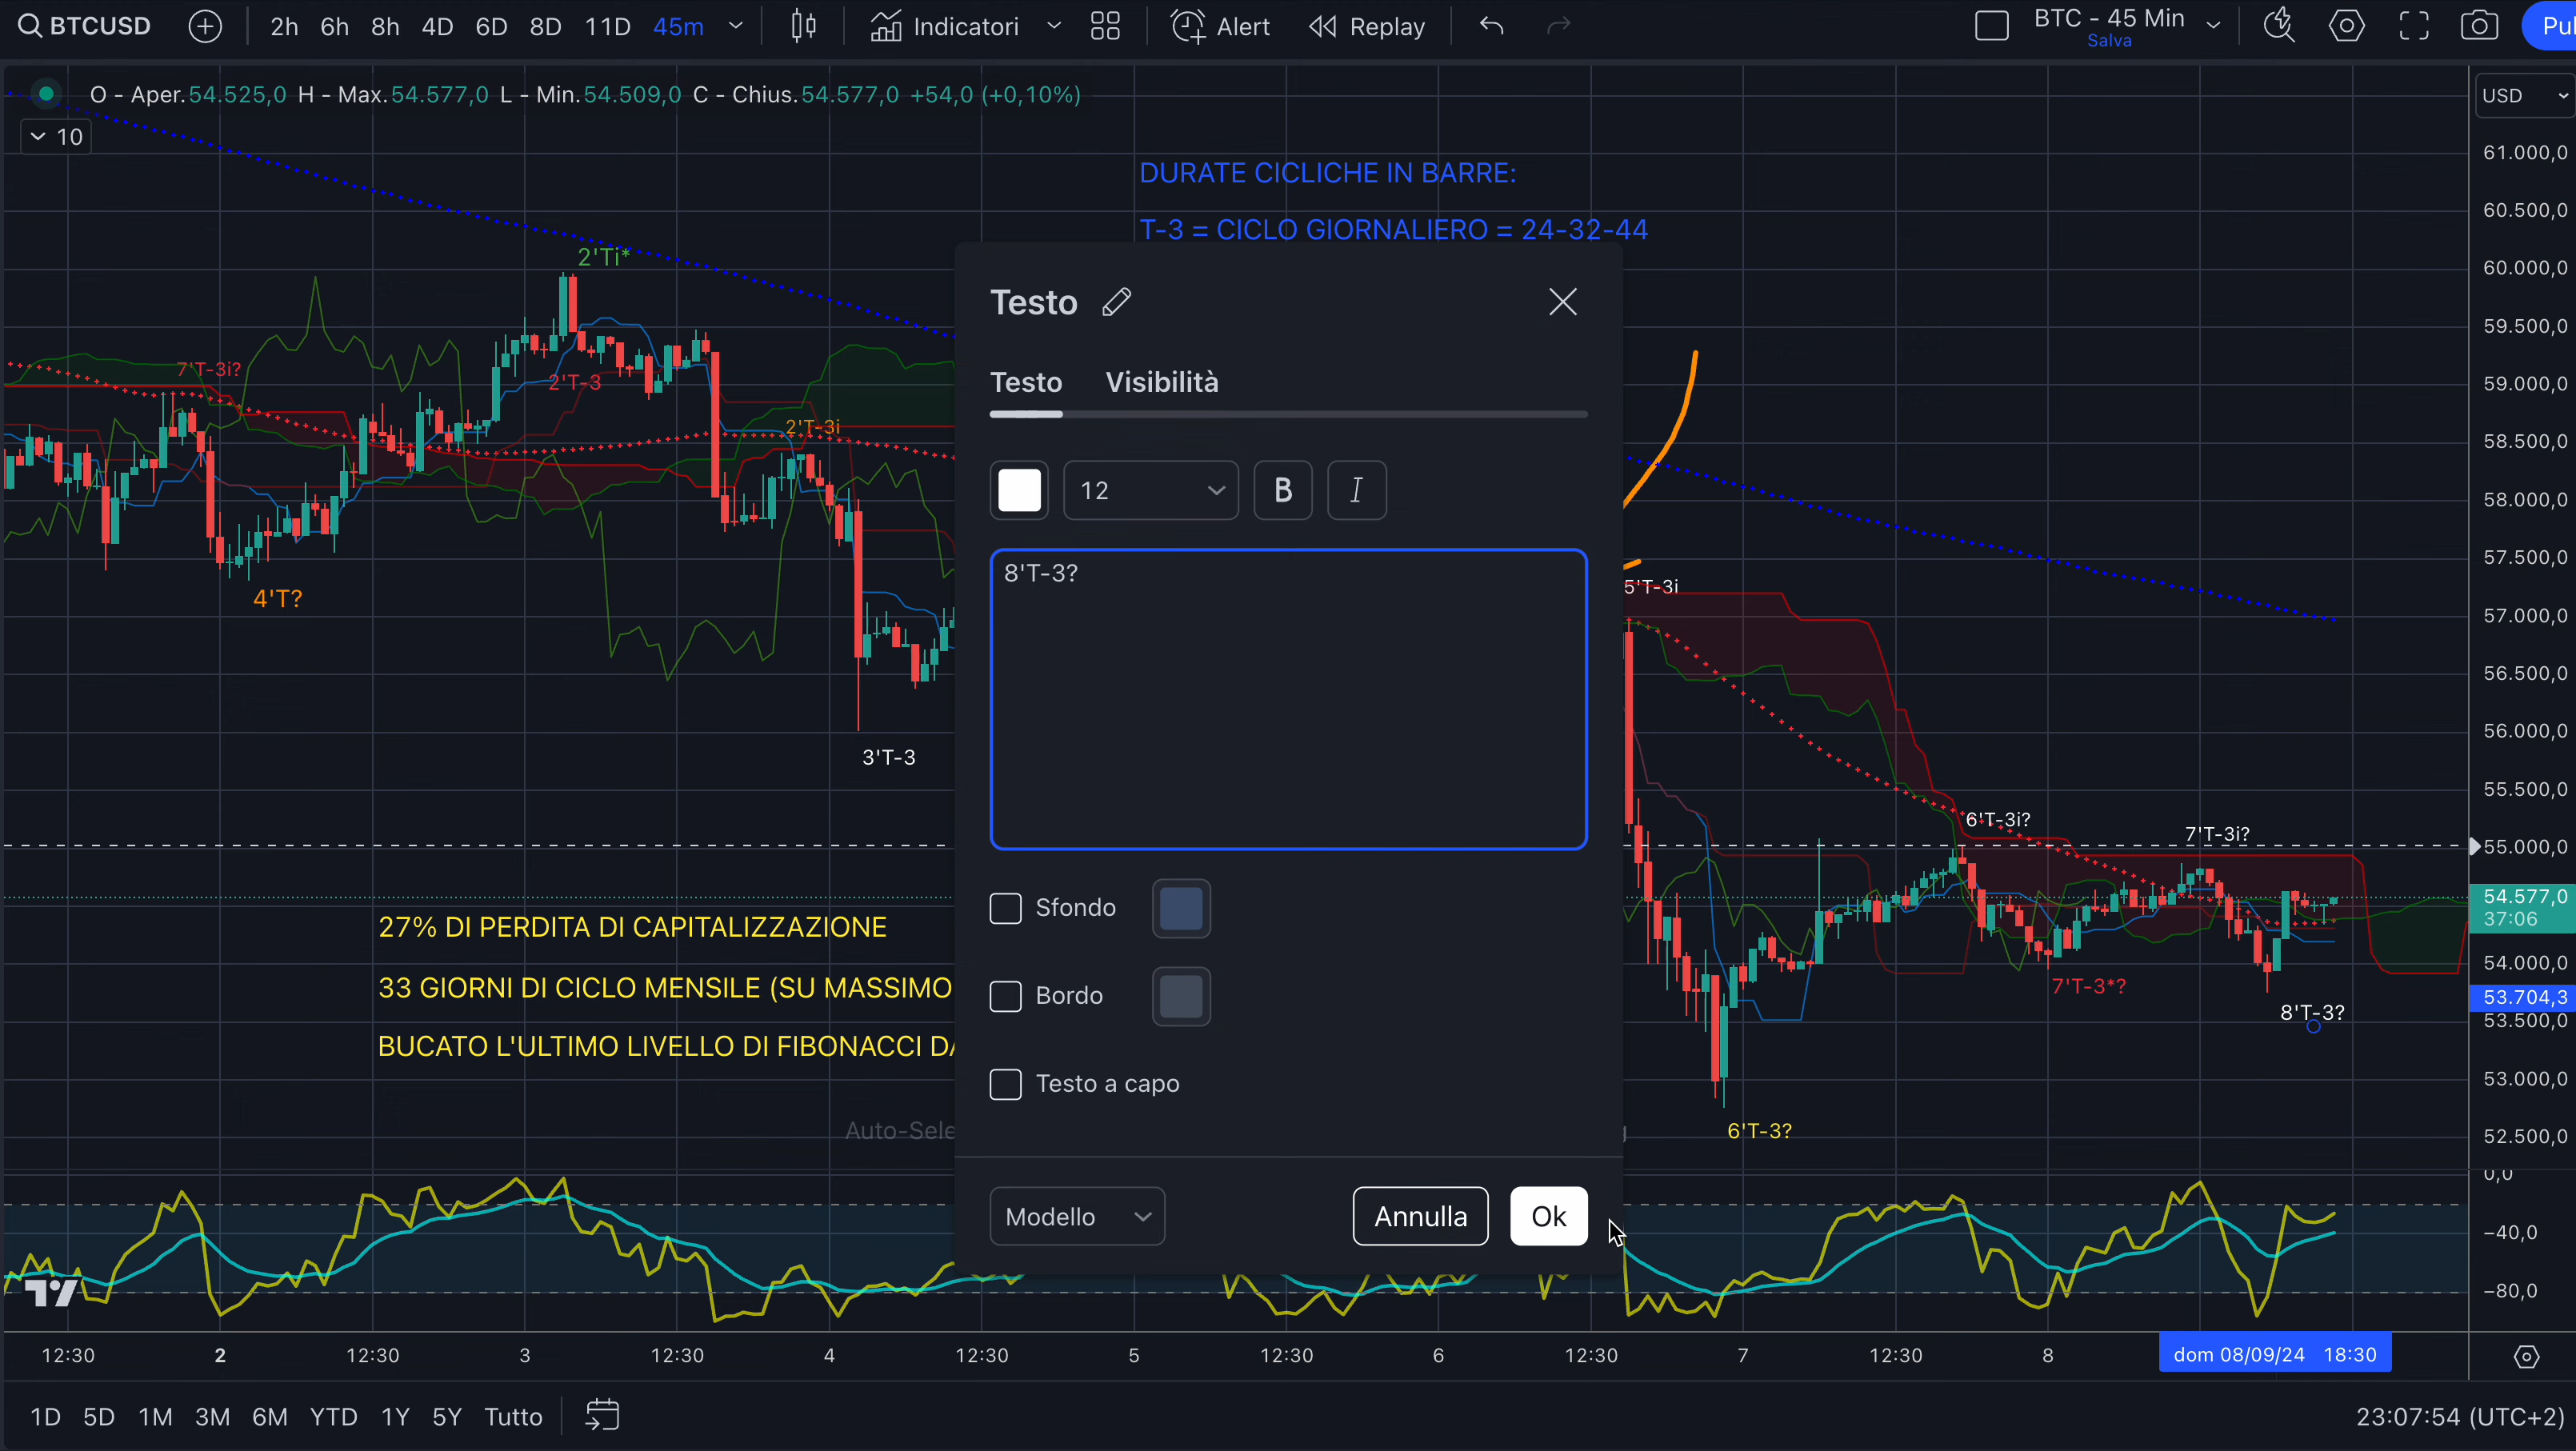 BTCUSD 2h 6h 8h 4D 6D 8D 11D 45m Indicatori Alert Replay BTC - 45 Min
Salva
O - Aper.54.525,0 H - Max.54.577,0 L - Min.54.509,0 C - Chius.54.577,0 +54,0 (+0,10%)
USD
10
61.000,0
DURATE CICLICHE IN BARRE:
60.500,0
T-3 = CICLO GIORNALIERO = 24-32-44
2'Ti*
60.000,0
Testo
59.500,0
7'T-3i?
2'T-3
Testo Visibilità
59.000,0
2'T-3i
58.500,0
12 B I
58.000,0
57.500,0
8'T-3?
5'T-3i
4'T?
57.000,0
56.500,0
56.000,0
3'T-3
55.500,0
6'T-3i?
7'T-3i?
55.000,0
54.577,0
37:06
Sfondo
27% DI PERDITA DI CAPITALIZZAZIONE
54.000,0
33 GIORNI DI CICLO MENSILE (SU MASSIMO
7'T-3*?
Bordo
53.704,3
8'T-3?
53.500,0
BUCATO L'ULTIMO LIVELLO DI FIBONACCI
53.000,0
Testo a capo
Auto-Sele
6'T-3?
52.500,0
0,0
Modello Annulla Ok
−40,0
−80,0
12:30 2 12:30 3 12:30 4 12:30 5 12:30 6 12:30 7 12:30 8 dom 08/09/24 18:30
1D 5D 1M 3M 6M YTD 1Y 5Y Tutto
23:07:54 (UTC+2)